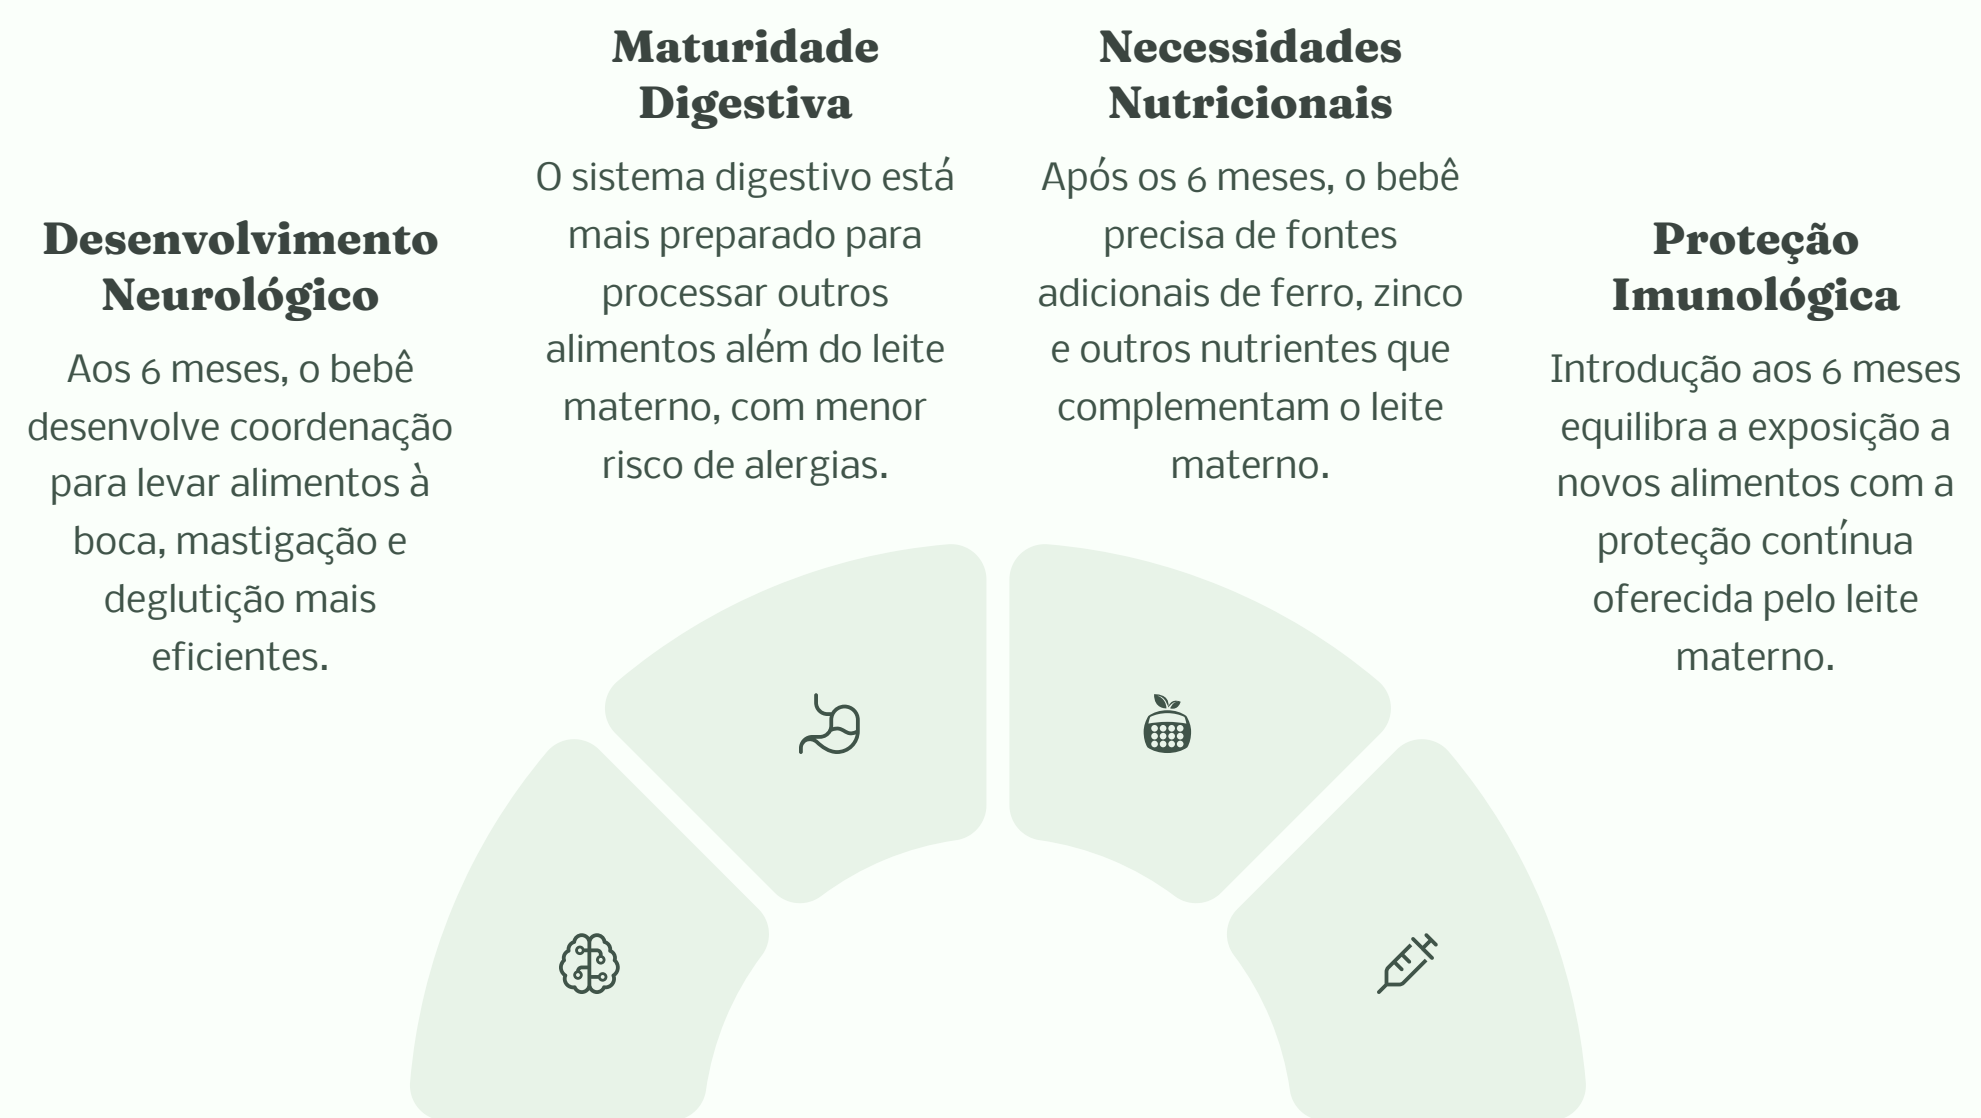 Desenvolvimento
Neurológico
Aos 6 meses, o bebê
desenvolve coordenação
para levar alimentos à
boca, mastigação e
deglutição mais
eficientes.
Maturidade
Digestiva
O sistema digestivo está
mais preparado para
processar outros
alimentos além do leite
materno, com menor
risco de alergias.
Necessidades
Nutricionais
Após os 6 meses, o bebê
precisa de fontes
adicionais de ferro, zinco
e outros nutrientes que
complementam o leite
materno.
Proteção
Imunológica
Introdução aos 6 meses
equilibra a exposição a
novos alimentos com a
proteção contínua
oferecida pelo leite
materno.